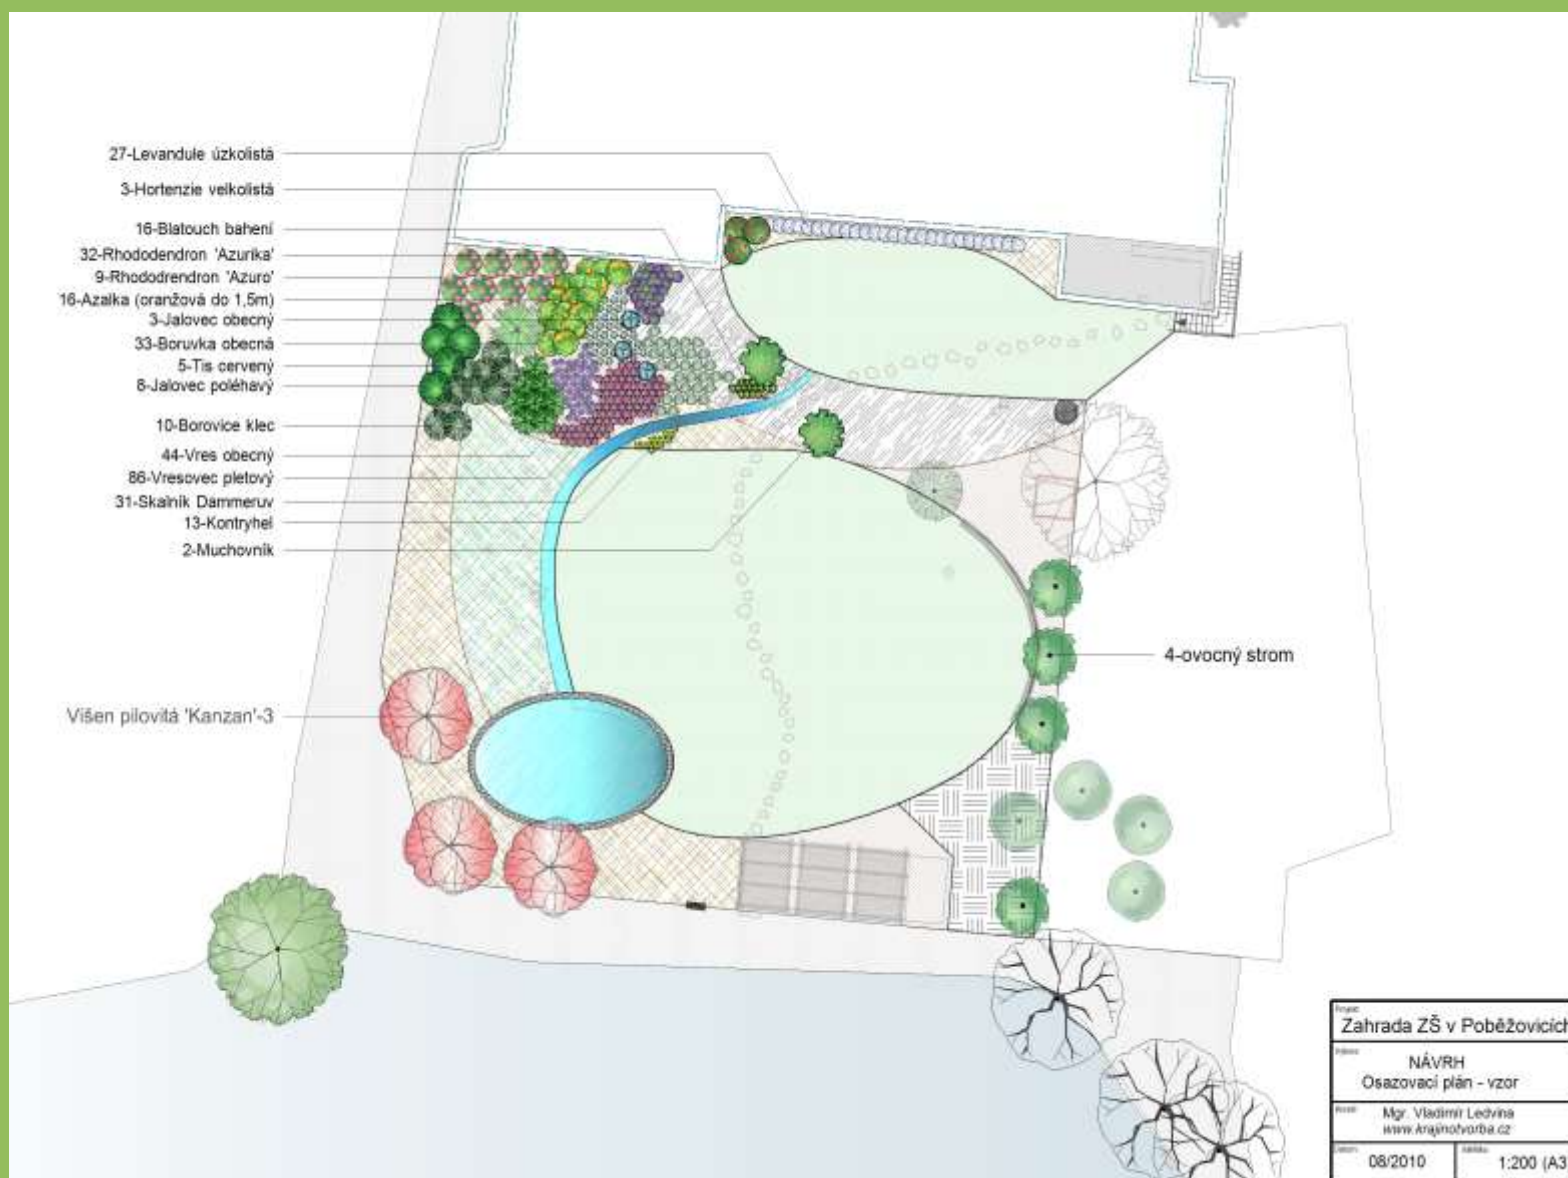 27-Levandule úzkolistá
3-Hortenzie velkolistá
16-Blatouch bahení
32-Rhododendron 'Azurika'
9-Rhododrendron 'Azuro'
16-Azalka (oranžová do 1,5m)
3-Jalovec obecný
33-Boruvka obecná
5-Tis cervený
8-Jalovec poléhavý
10-Borovice klec
44-Vres obecný
86-Vresovec pletový
31-Skalník Dammeruv
13-Kontryhel
2-Muchovník
4-ovocný strom
Višen pilovitá 'Kanzan'-3
Zahrada ZŠ v Poběžovicích
NÁVRH
Osazovací plán - vzor
Mgr. Vladimír Ledvina
www.krajinotvorba.cz
08/2010
1:200 (A3